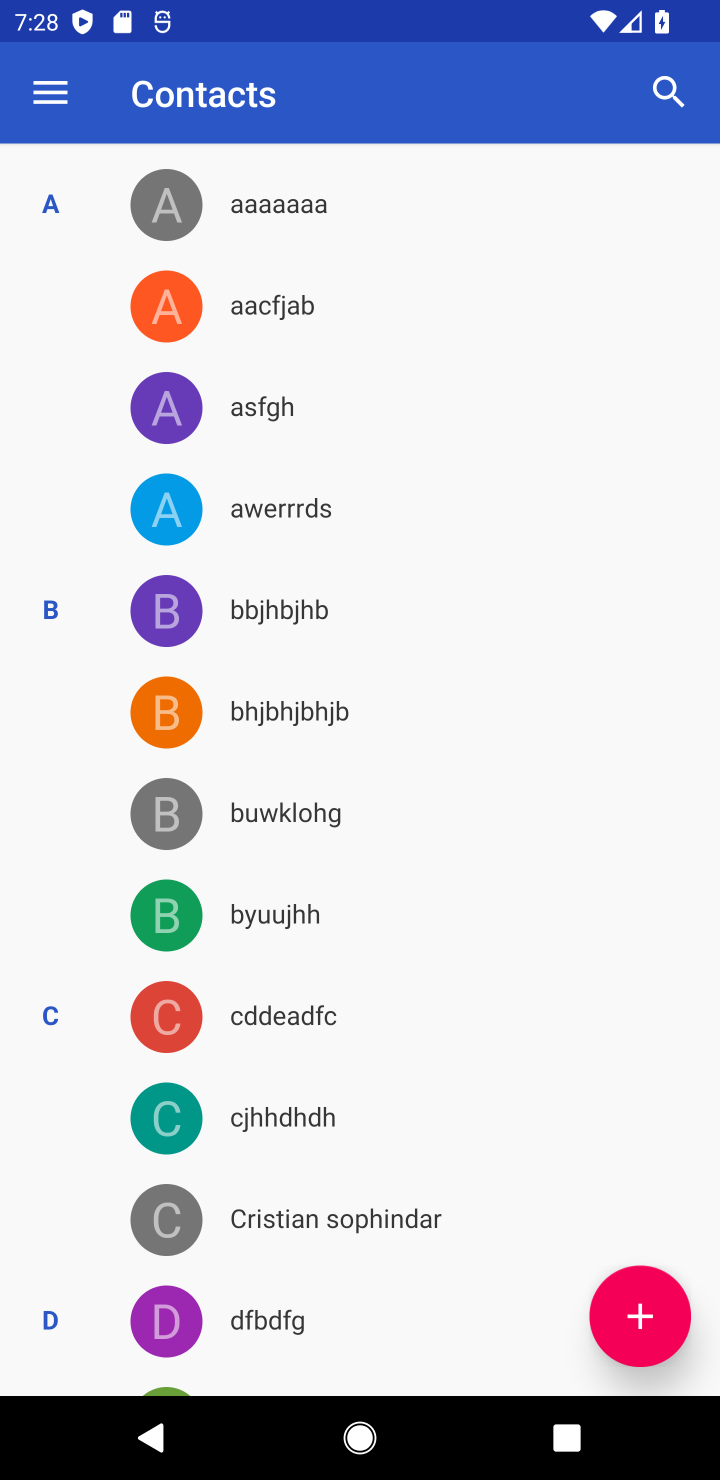 7:28
Contacts
A
A aaaaaaa
A aacfjab
A asfgh
A awerrrds
B
B bbjhbjhb
B bhjbhjbhjb
B buwklohg
B byuujhh
C
C cddeadfc
C cjhhdhdh
C Cristian sophindar
D
D dfbdfg
+